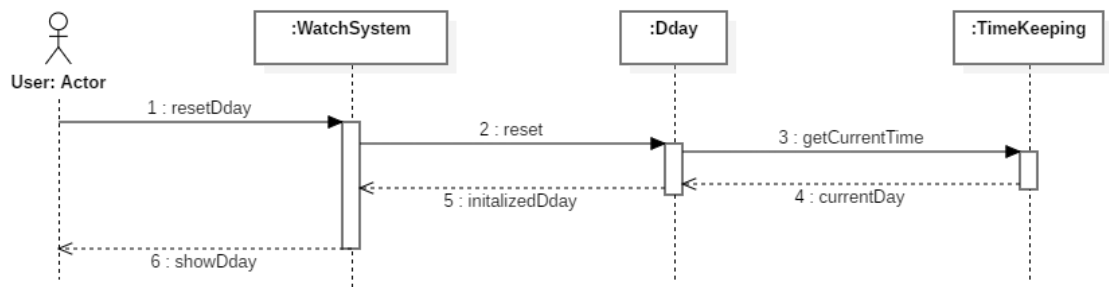 :WatchSystem
:Dday
:TimeKeeping
User: Actor
1 : resetDday
2 : reset
3 : getCurrentTime
4 : currentDay
5 : initalizedDday
6 : showDday